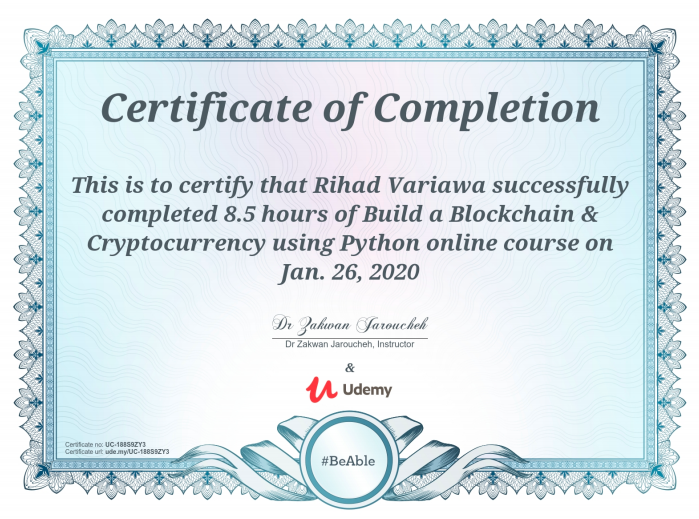 Certificate of Completion
This is to certify that Rihad Variawa successfully
completed 8.5 hours of Build a Blockchain &
Cryptocurrency using Python online course on
Jan. 26, 2020
Dr Zakwan Jaroucheh
Dr Zakwan Jaroucheh, Instructor
&
Udemy
Certificate no: UC-188S9ZY3
Certificate url: ude.my/UC-188S9ZY3
#BeAble